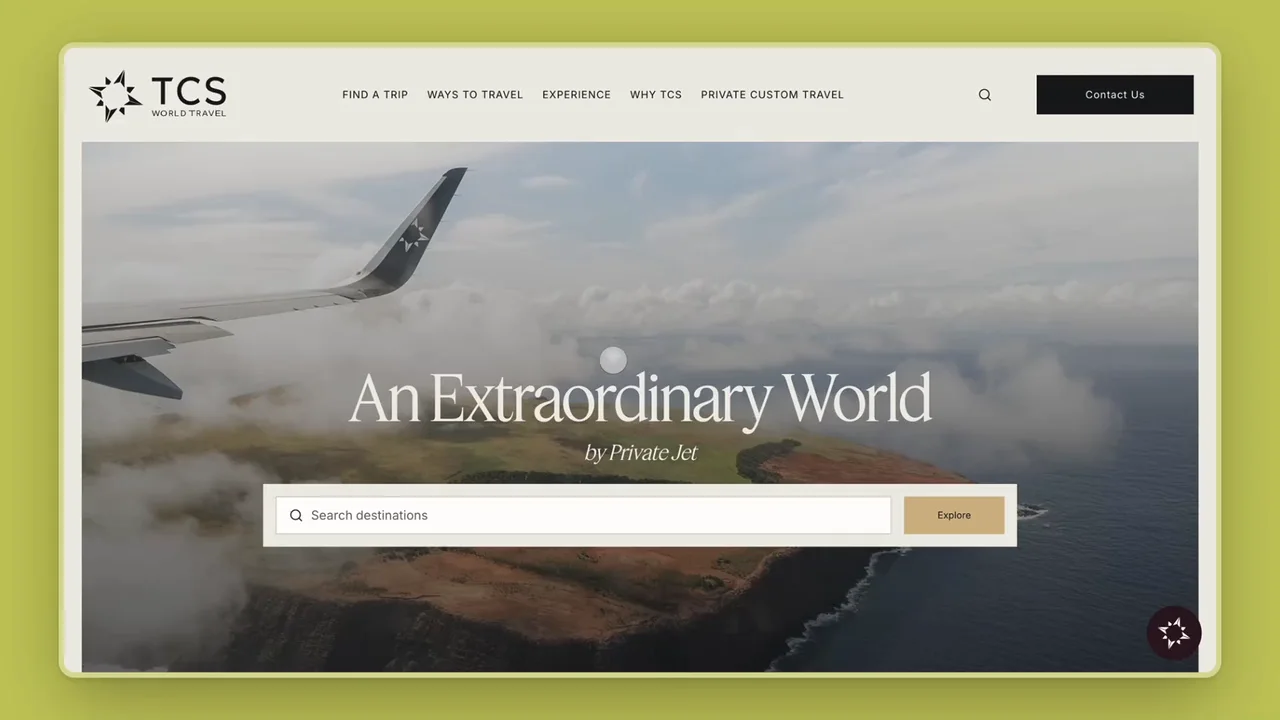 TCS
WORLD TRAVEL
FIND A TRIP
WAYS TO TRAVEL
EXPERIENCE
WHY TCS
PRIVATE CUSTOM TRAVEL
Contact Us
An Extraordinary World
by Private Jet
Search destinations
Explore